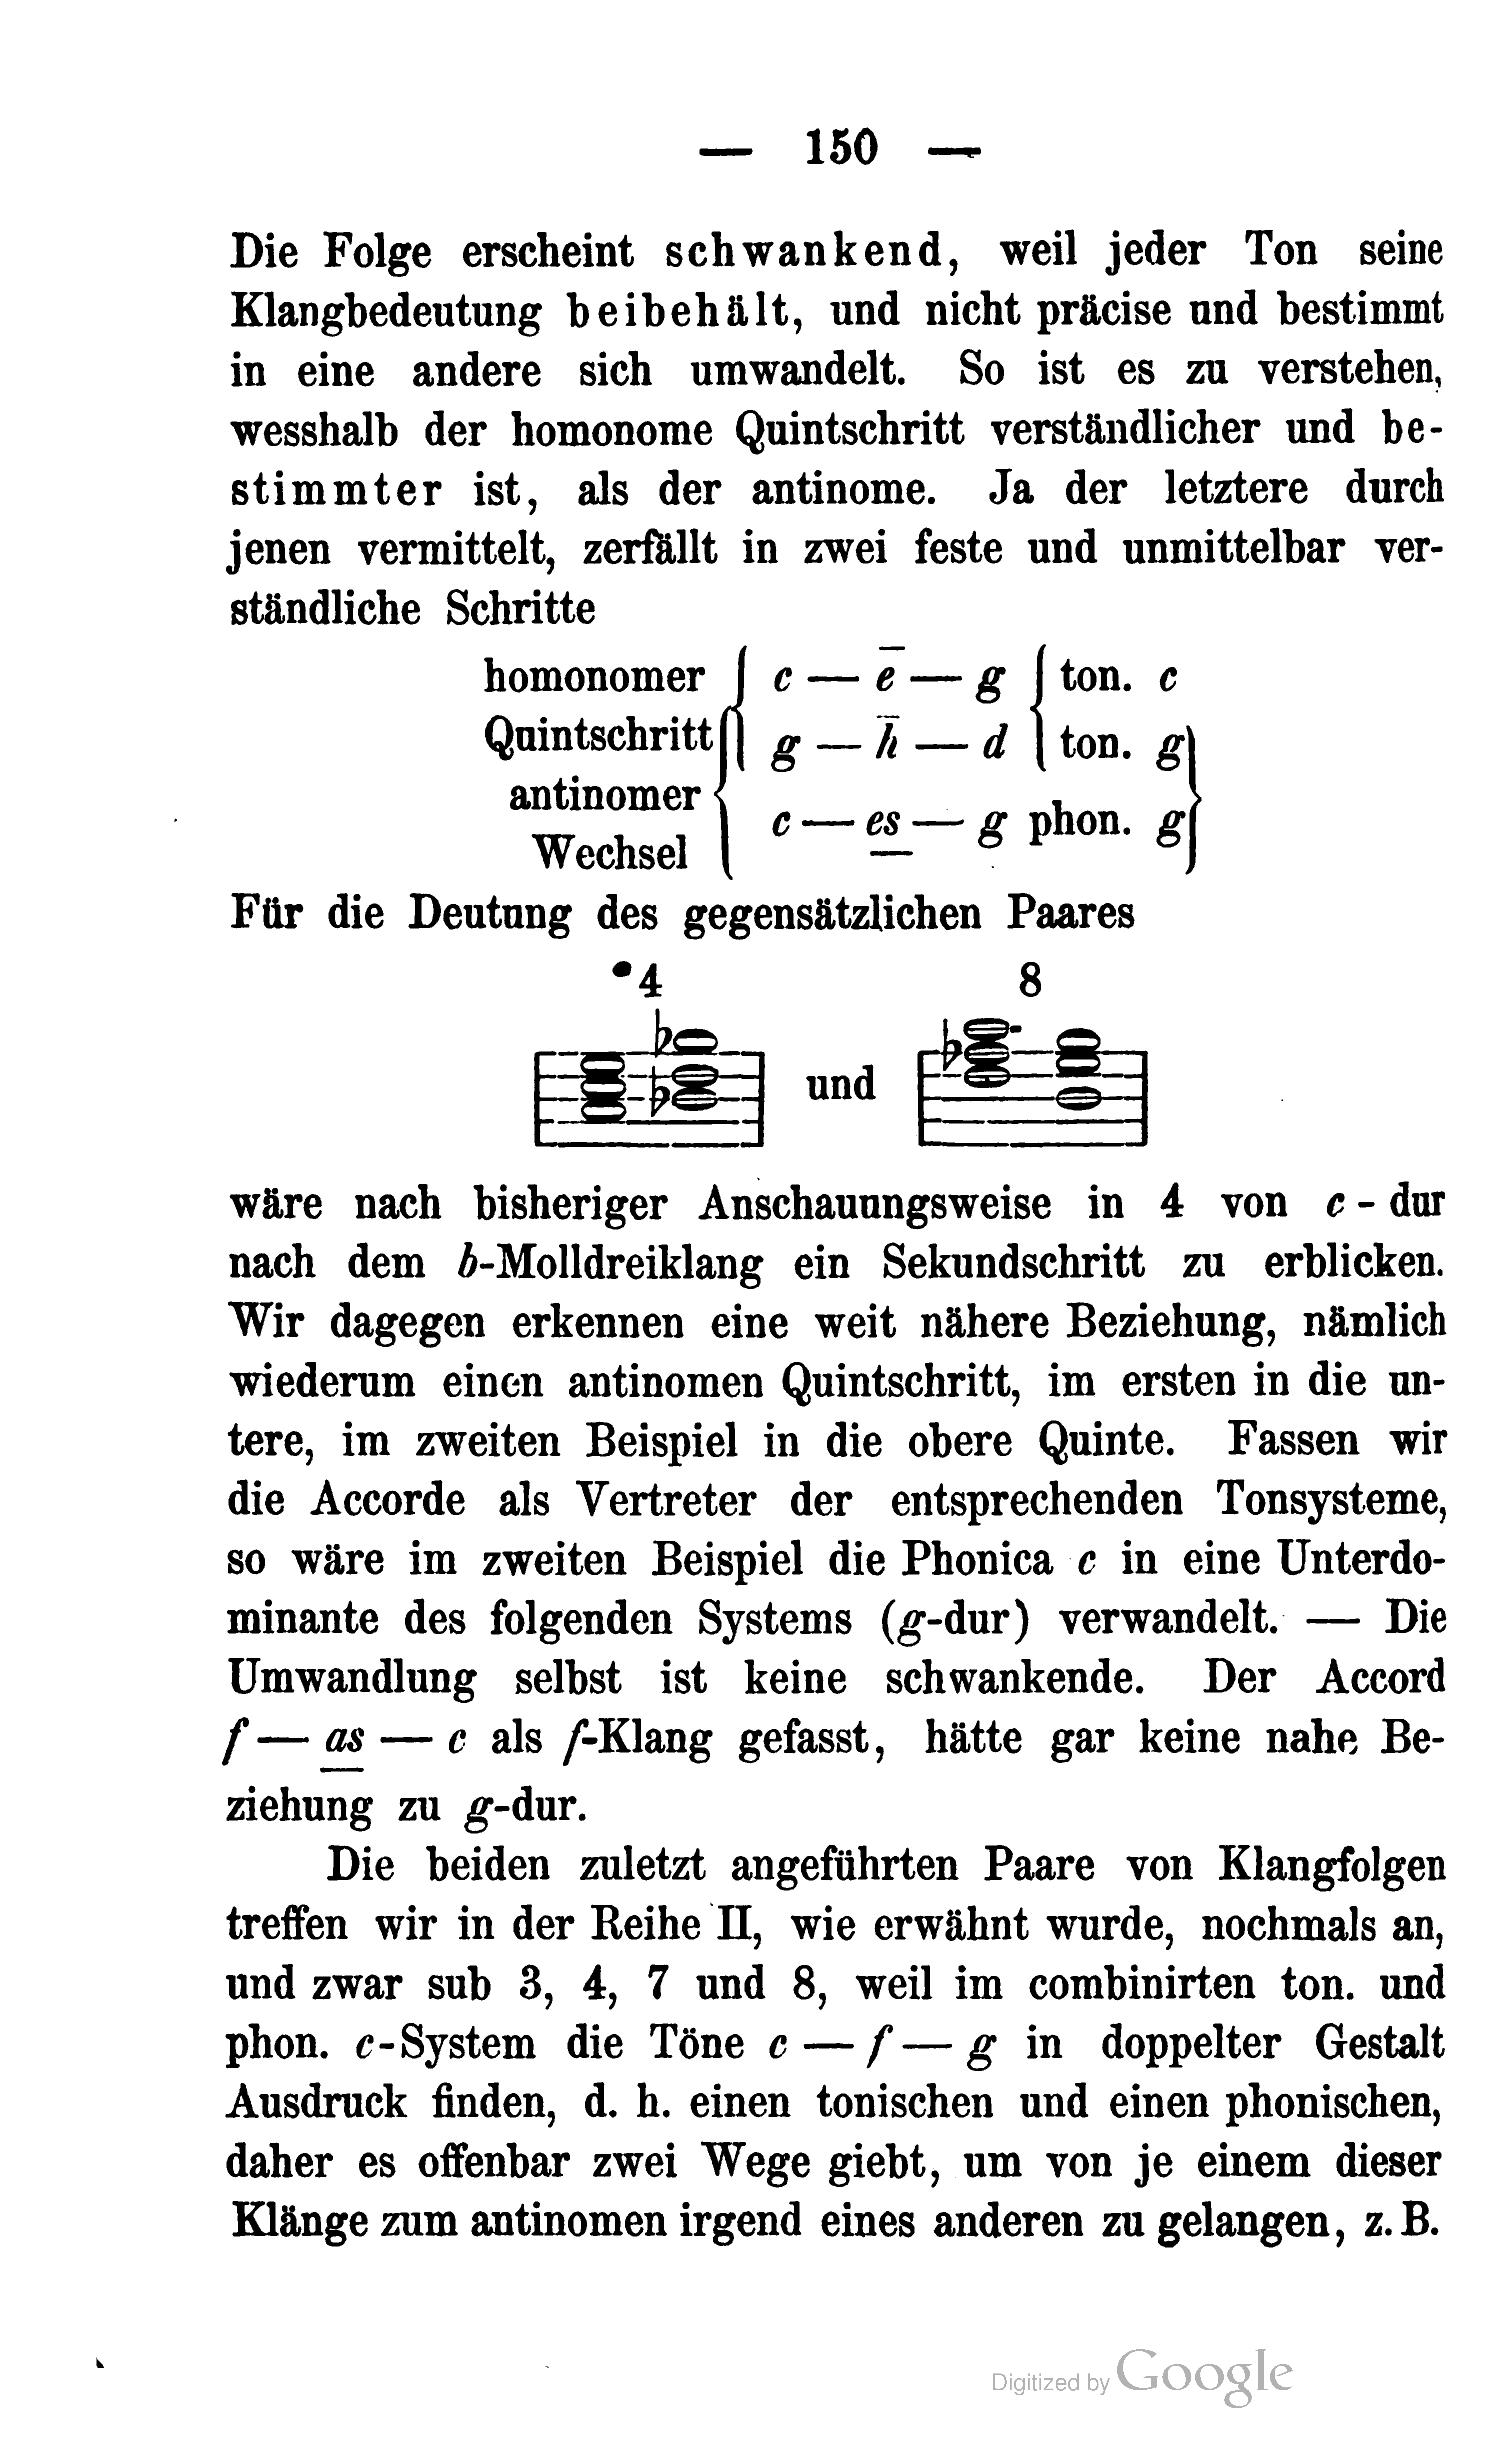 — 150 —
Die Folge erscheint schwankend, weil jeder Ton seine
Klangbedeutung beibehält, und nicht präcise und bestimmt
in eine andere sich umwandelt. So ist es zu verstehen,
wesshalb der homonome Quintschritt verständlicher und be-
stimmter ist, als der antinome. Ja der letztere durch
jenen vermittelt, zerfällt in zwei feste und unmittelbar ver-
ständliche Schritte
homonomer c — e̅ — g ton. c
Quintschritt g — h̅ — d ton. g
antinomer
Wechsel c — e̲s̲ — g phon. g
Für die Deutung des gegensätzlichen Paares
4 8
und
wäre nach bisheriger Anschauungsweise in 4 von c - dur
nach dem b-Molldreiklang ein Sekundschritt zu erblicken.
Wir dagegen erkennen eine weit nähere Beziehung, nämlich
wiederum einen antinomen Quintschritt, im ersten in die un-
tere, im zweiten Beispiel in die obere Quinte. Fassen wir
die Accorde als Vertreter der entsprechenden Tonsysteme,
so wäre im zweiten Beispiel die Phonica c in eine Unterdo-
minante des folgenden Systems (g-dur) verwandelt. — Die
Umwandlung selbst ist keine schwankende. Der Accord
f — a̲s̲ — c als f-Klang gefasst, hätte gar keine nahe Be-
ziehung zu g-dur.
Die beiden zuletzt angeführten Paare von Klangfolgen
treffen wir in der Reihe II, wie erwähnt wurde, nochmals an,
und zwar sub 3, 4, 7 und 8, weil im combinirten ton. und
phon. c-System die Töne c — f — g in doppelter Gestalt
Ausdruck finden, d. h. einen tonischen und einen phonischen,
daher es offenbar zwei Wege giebt, um von je einem dieser
Klänge zum antinomen irgend eines anderen zu gelangen, z. B.
Digitized by Google